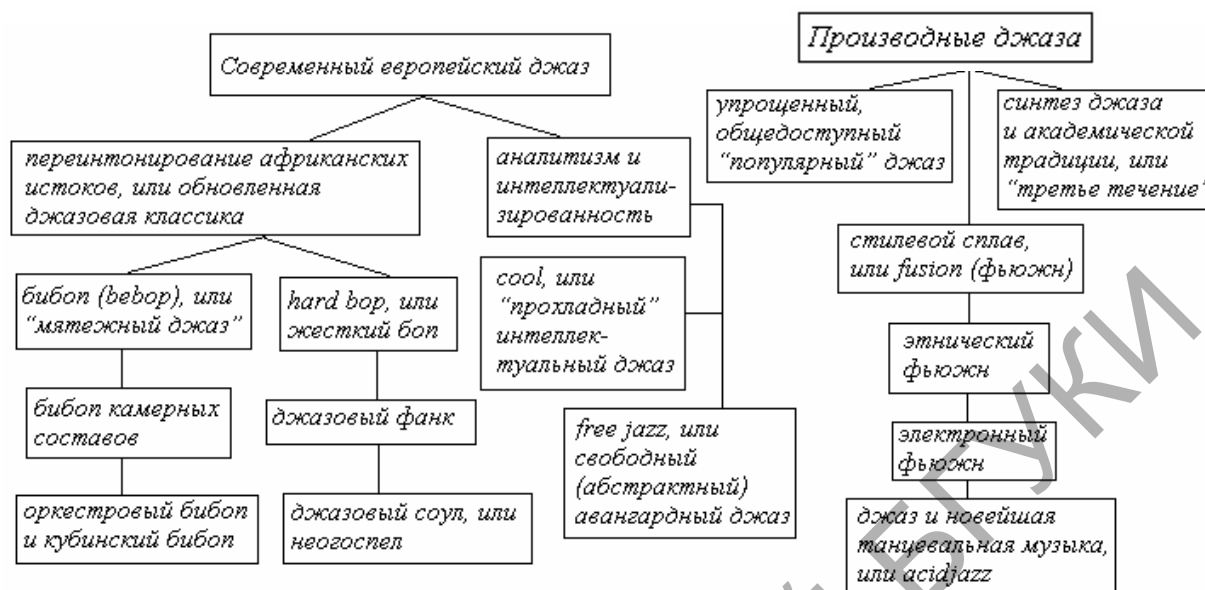 Современный европейский джаз
переинтонирование африканских
истоков, или обновленная
джазовая классика
аналитизм и
интеллектуали-
зированность
бибоп (bebop), или
“мятежный джаз”
hard bop, или
жесткий боп
cool, или
“прохладный”
интеллек-
туальный джаз
бибоп камерных
составов
джазовый фанк
free jazz, или
свободный
(абстрактный)
авангардный джаз
оркестровый бибоп
и кубинский бибоп
джазовый соул, или
неогоспел
Производные джаза
упрощенный,
общедоступный
“популярный” джаз
синтез джаза
и академической
традиции, или
“третье течение”
стилевой сплав,
или fusion (фьюжн)
этнический
фьюжн
электронный
фьюжн
джаз и новейшая
танцевальная музыка,
или acidjazz
БГУКИ